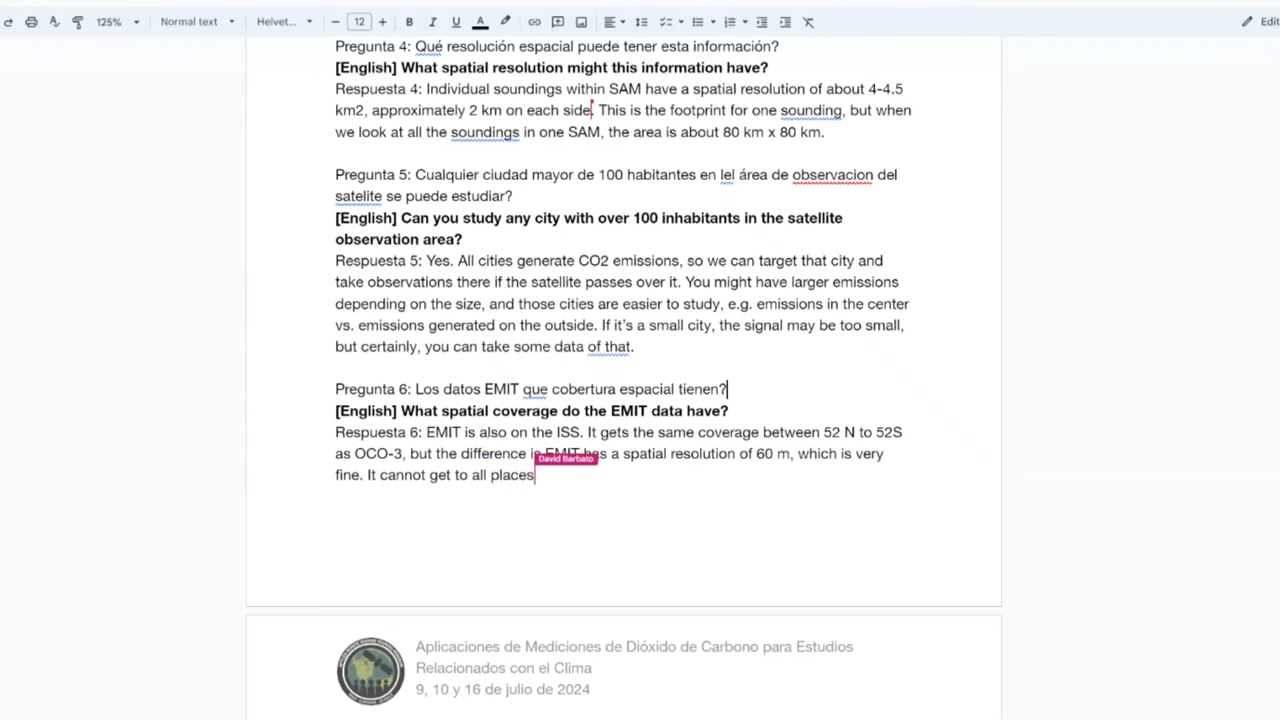 125% Normal text Helvet... 12 B I U A Edit
Pregunta 4: Qué resolución espacial puede tener esta información?
[English] What spatial resolution might this information have?
Respuesta 4: Individual soundings within SAM have a spatial resolution of about 4-4.5
km2, approximately 2 km on each side. This is the footprint for one sounding, but when
we look at all the soundings in one SAM, the area is about 80 km x 80 km.
Pregunta 5: Cualquier ciudad mayor de 100 habitantes en lel área de observacion del
satelite se puede estudiar?
[English] Can you study any city with over 100 inhabitants in the satellite
observation area?
Respuesta 5: Yes. All cities generate CO2 emissions, so we can target that city and
take observations there if the satellite passes over it. You might have larger emissions
depending on the size, and those cities are easier to study, e.g. emissions in the center
vs. emissions generated on the outside. If it's a small city, the signal may be too small,
but certainly, you can take some data of that.
Pregunta 6: Los datos EMIT que cobertura espacial tienen?
[English] What spatial coverage do the EMIT data have?
Respuesta 6: EMIT is also on the ISS. It gets the same coverage between 52 N to 52S
as OCO-3, but the difference is EMIT has a spatial resolution of 60 m, which is very
David Barbato
fine. It cannot get to all places
Aplicaciones de Mediciones de Dióxido de Carbono para Estudios
Relacionados con el Clima
9, 10 y 16 de julio de 2024